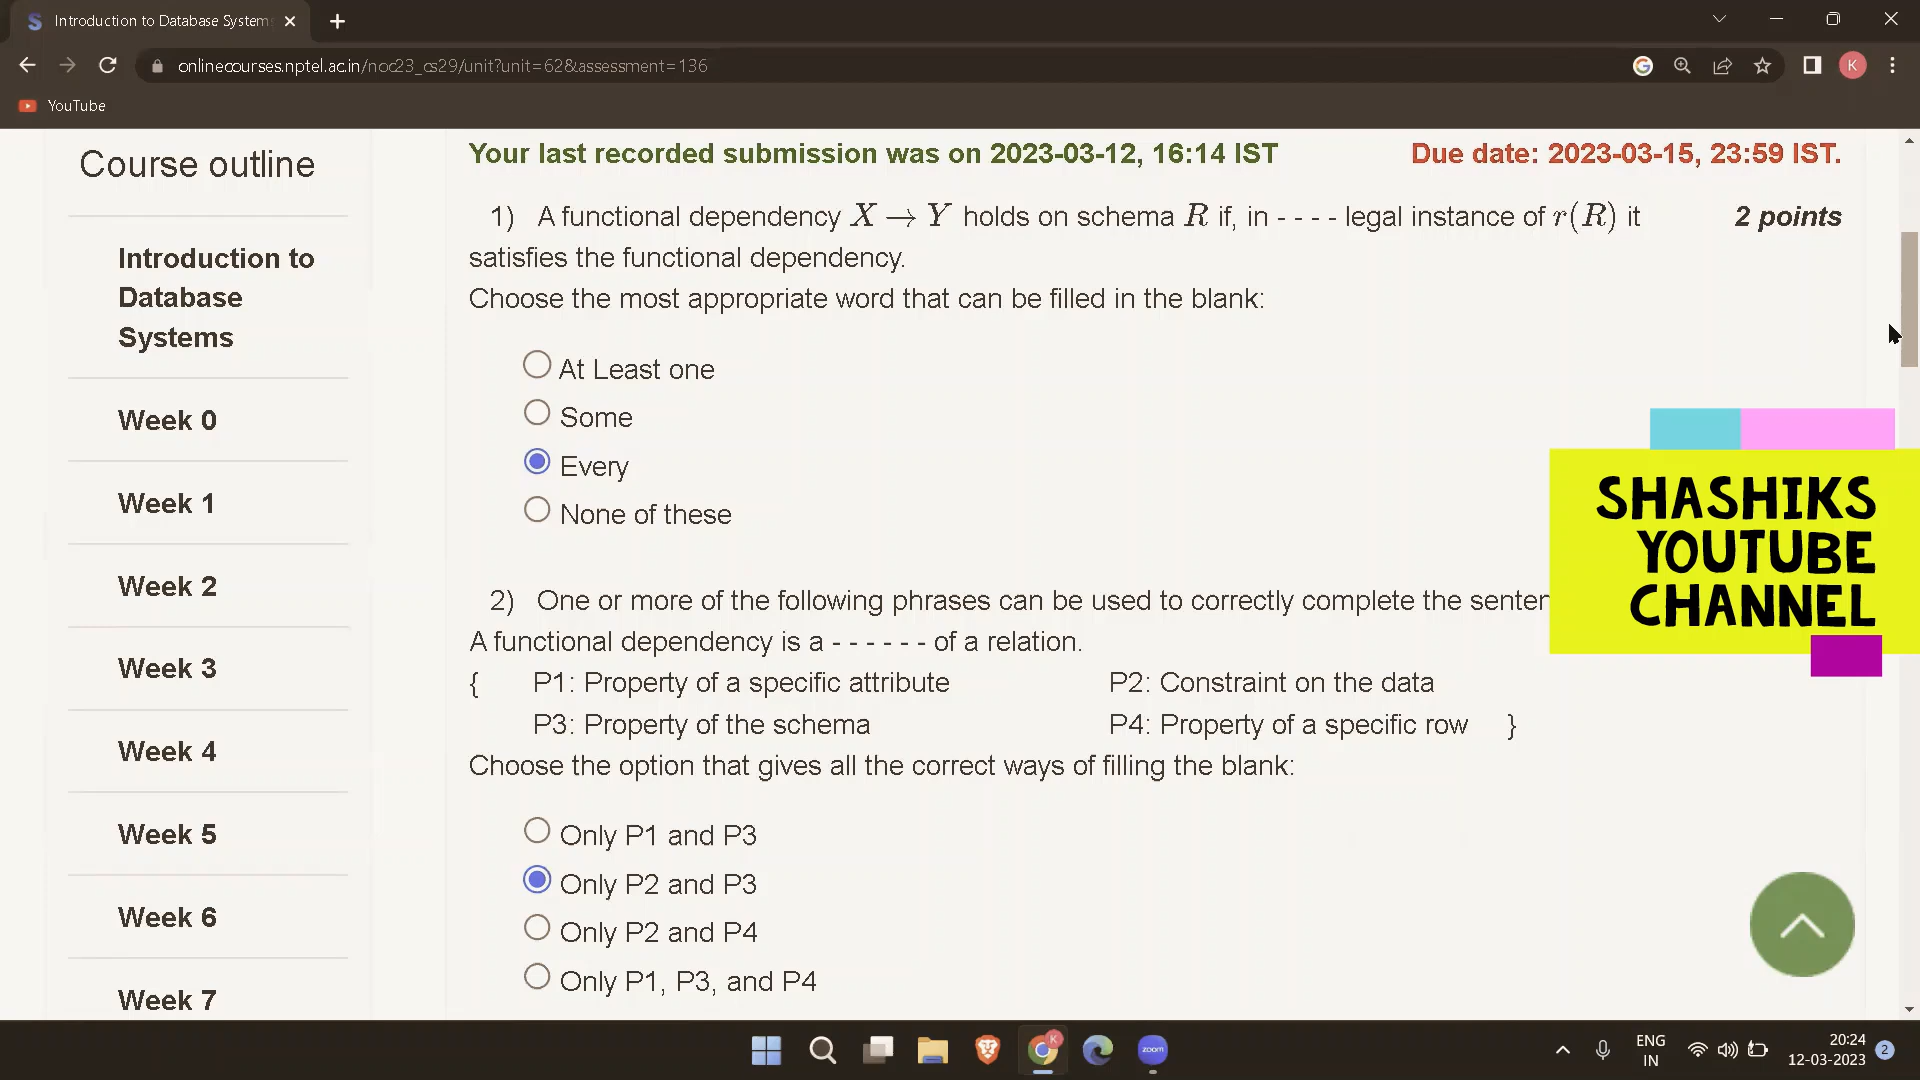 Introduction to Database System
onlinecourses.nptel.ac.in/noc23_cs29/unit?unit=62&assessment=136
K
YouTube
Course outline
Introduction to
Database
Systems
Week 0
Week 1
Week 2
Week 3
Week 4
Week 5
Week 6
Week 7
Your last recorded submission was on 2023-03-12, 16:14 IST
Due date: 2023-03-15, 23:59 IST.
1) A functional dependency X → Y holds on schema R if, in - - - - legal instance of r(R) it
2 points
satisfies the functional dependency.
Choose the most appropriate word that can be filled in the blank:
At Least one
Some
Every
None of these
2) One or more of the following phrases can be used to correctly complete the senten
A functional dependency is a - - - - - - of a relation.
{ P1: Property of a specific attribute P2: Constraint on the data
P3: Property of the schema P4: Property of a specific row }
Choose the option that gives all the correct ways of filling the blank:
Only P1 and P3
Only P2 and P3
Only P2 and P4
Only P1, P3, and P4
SHASHIKS
YOUTUBE
CHANNEL
K
zoom
ENG
IN
20:24
12-03-2023
2